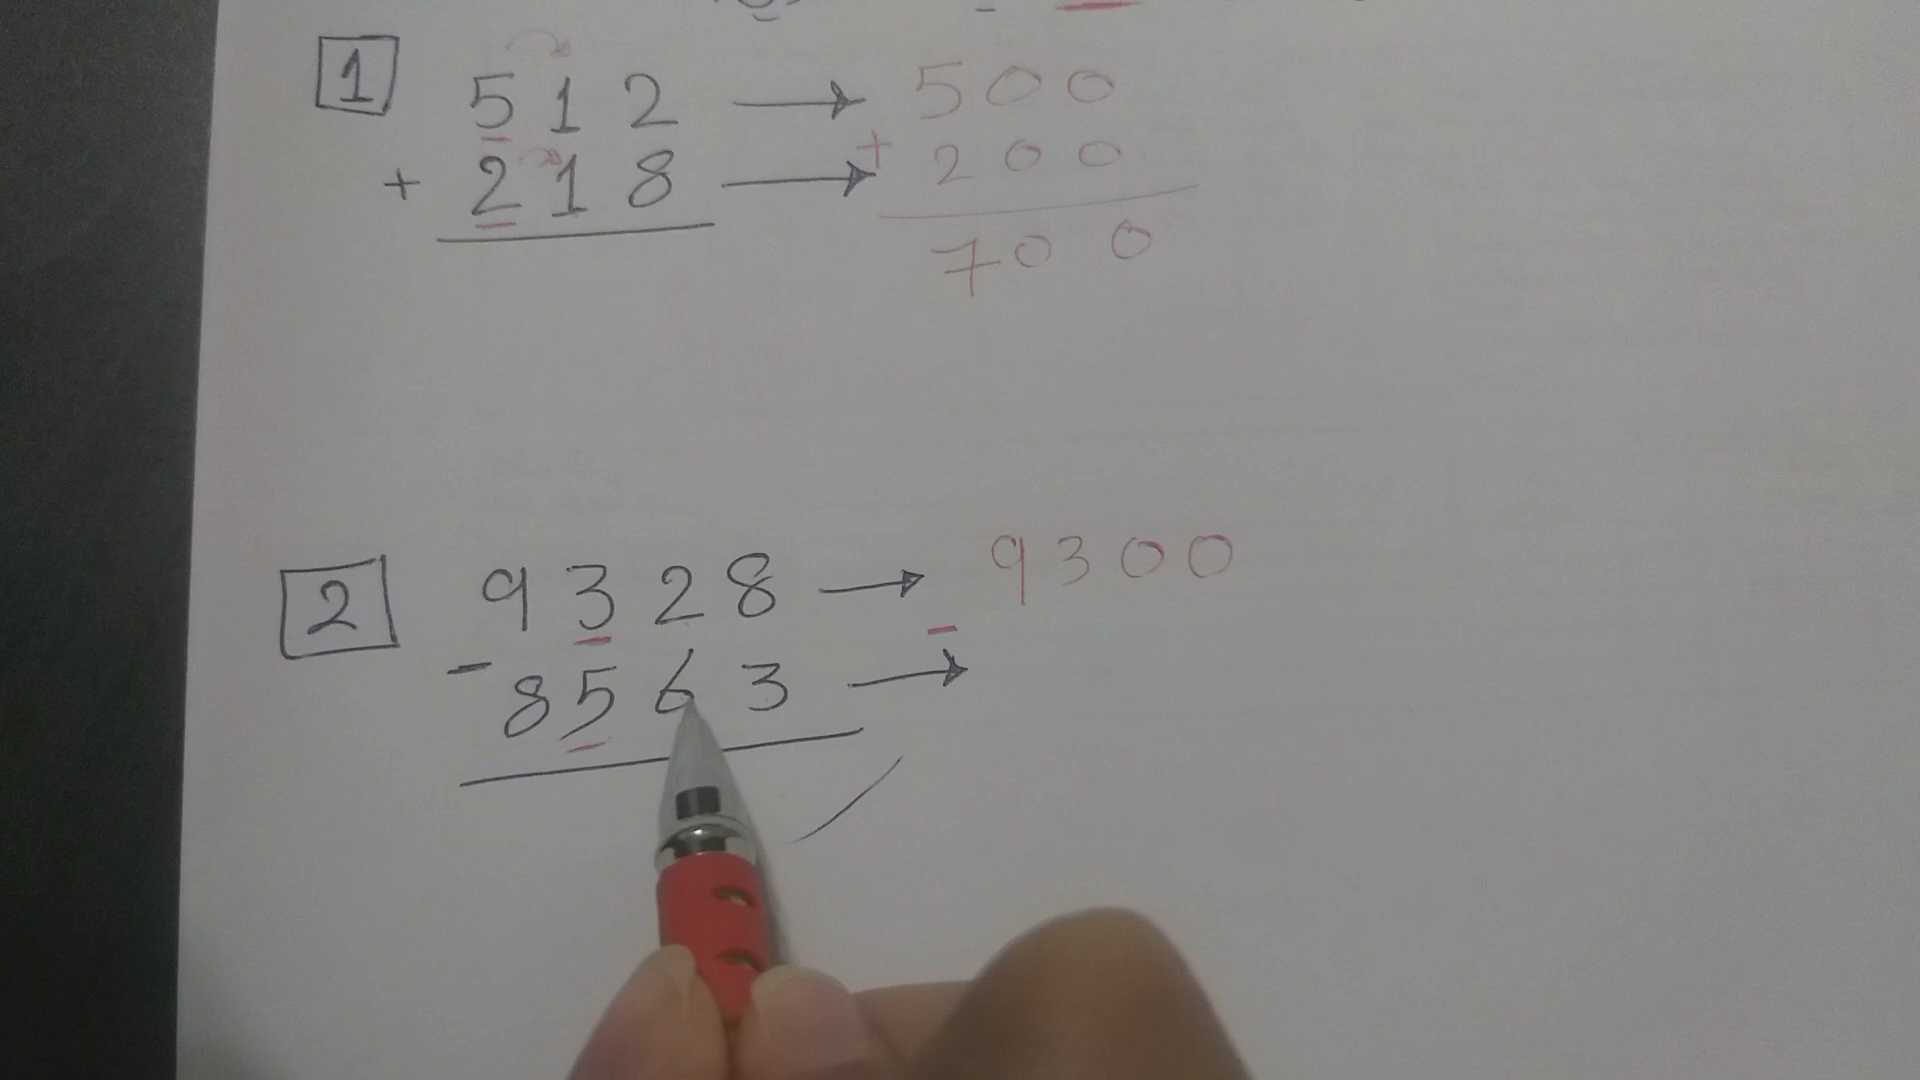 1 512 → 500
+ 218 → + 200
700
2 9328 → 9300
- 8563 → -